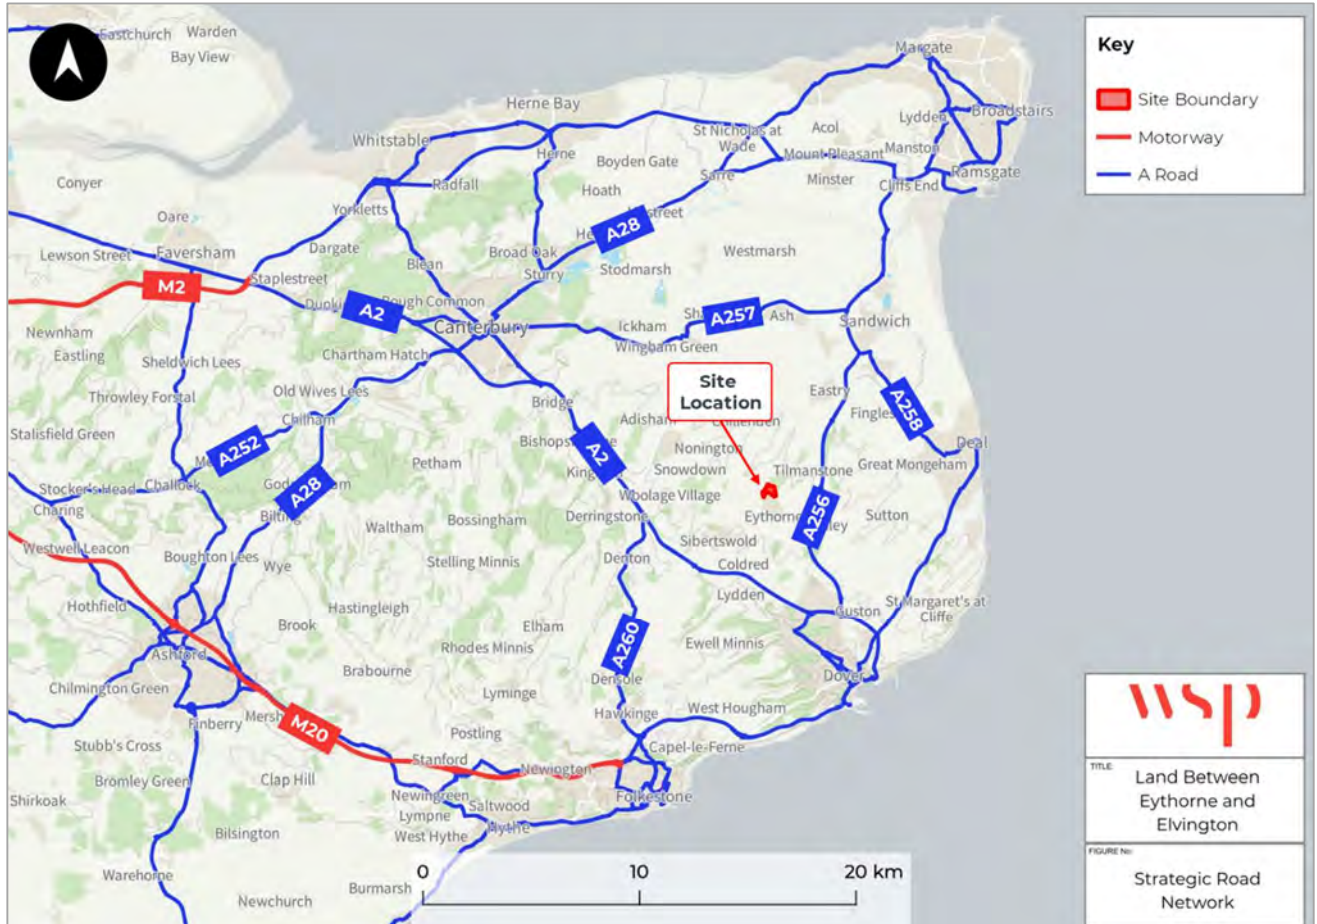 Eastchurch
Warden
Bay View
Margate
Herne Bay
Broadstairs
Lydden
St Nicholas at
Wade
Acol
Whitstable
Herne
Boyden Gate
Mount Pleasant
Manston
Conyer
Radfall
Hoath
Sarre
Minster
Cliffs End
Ramsgate
Yorkletts
Oare
A28
Lewson Street
Faversham
Dargate
Blean
Broad Oak
Westmarsh
Sturry
Stodmarsh
Staplestreet
M2
A2
Rough Common
Canterbury
Ickham
A257
Ash
Sandwich
Newnham
Eastling
Sheldwich Lees
Chartham Hatch
Wingham Green
Site
Location
Throwley Forstal
Old Wives Lees
Chilham
Bridge
Adisham
Eastry
A258
Stalisfield Green
A252
A2
Nonington
Deal
Petham
Snowdown
Tilmanstone
Great Mongeham
Stocker's Head
Challock
A28
Woolage Village
Charing
Waltham
Bossingham
Derringstone
Eythorne
A256
Sutton
Westwell Leacon
Boughton Lees
Wye
Stelling Minnis
Denton
Sibertswold
Coldred
Hothfield
Hastingleigh
Lydden
Guston
St Margaret's at
Cliffe
Brook
Elham
Ewell Minnis
Ashford
Brabourne
Rhodes Minnis
A260
Chilmington Green
Lyminge
Densole
Dover
Finberry
M20
Hawkinge
West Hougham
Stubb's Cross
Postling
Capel-le-Ferne
Bromley Green
Clap Hill
Stanford
Newington
Shirkoak
Newingreen
Saltwood
Folkestone
Lympne
Hythe
West Hythe
Bilsington
Warehorne
Burmarsh
Newchurch
0
10
20 km
Key
Site Boundary
Motorway
A Road
wsp
TITLE:
Land Between
Eythorne and
Elvington
FIGURE No:
Strategic Road
Network